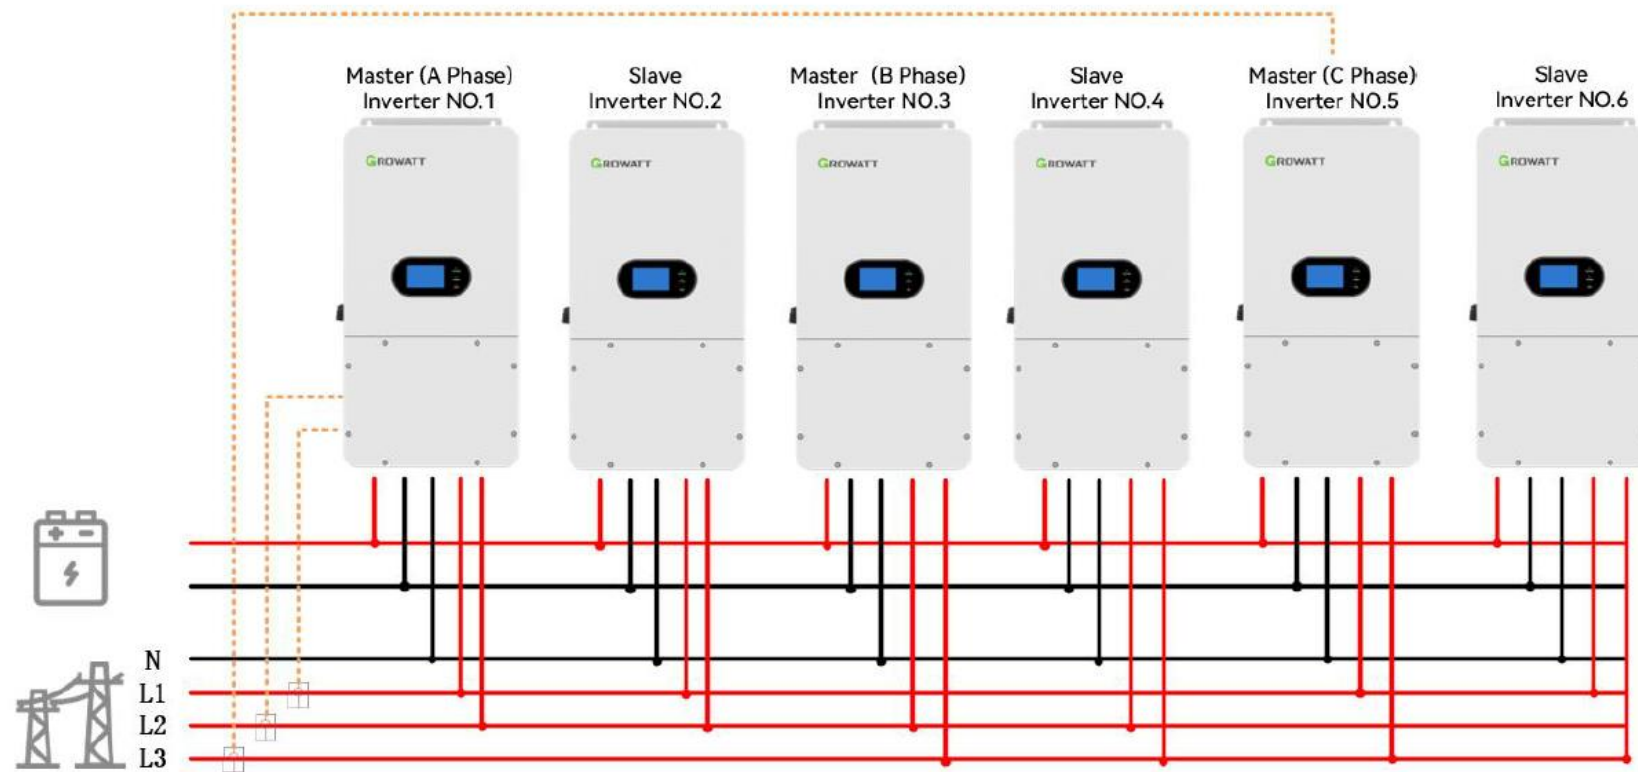 Master (A Phase)
Inverter NO.1
Slave
Inverter NO.2
Master (B Phase)
Inverter NO.3
Slave
Inverter NO.4
Master (C Phase)
Inverter NO.5
Slave
Inverter NO.6
GROWATT
GROWATT
GROWATT
GROWATT
GROWATT
GROWATT
N
L1
L2
L3